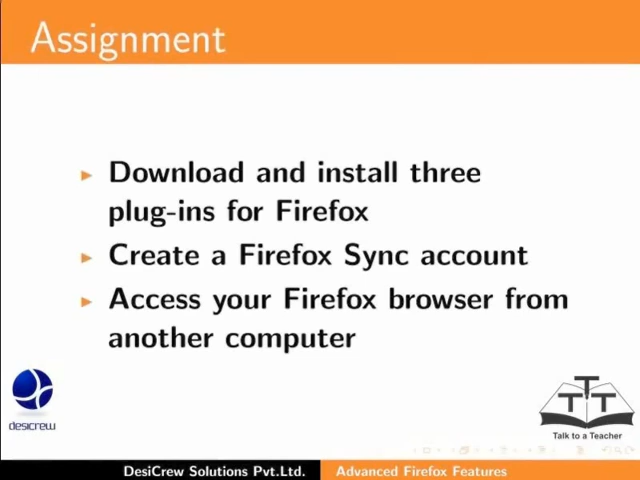 Assignment
Download and install three
plug-ins for Firefox
Create a Firefox Sync account
Access your Firefox browser from
another computer
desicrew
TTT
Talk to a Teacher
DesiCrew Solutions Pvt.Ltd.
Advanced Firefox Features